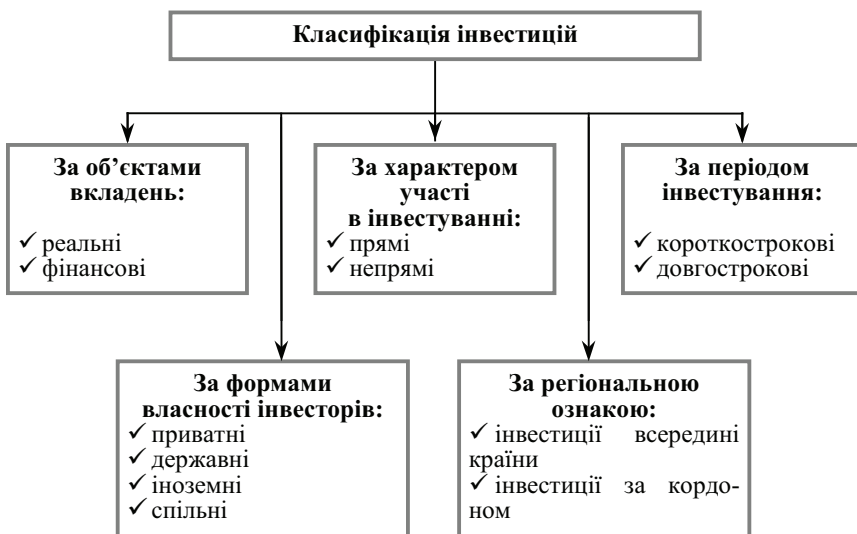 Класифікація інвестицій
За об’єктами
вкладень:
✓ реальні
✓ фінансові
За характером
участі
в інвестуванні:
✓ прямі
✓ непрямі
За періодом
інвестування:
✓ короткострокові
✓ довгострокові
За формами
власності інвесторів:
✓ приватні
✓ державні
✓ іноземні
✓ спільні
За регіональною
ознакою:
✓ інвестиції всередині
країни
✓ інвестиції за кордо-
ном